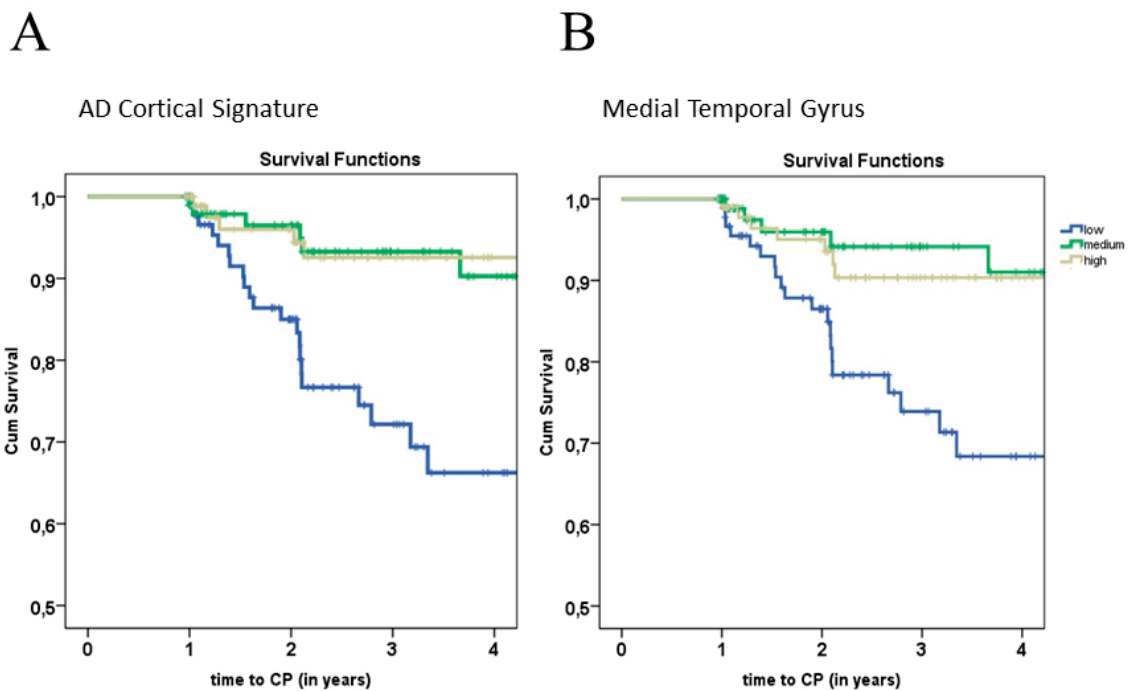 A
B
AD Cortical Signature
Medial Temporal Gyrus
Survival Functions
Cum Survival
1,0
0,9
0,8
0,7
0,6
0,5
0 1 2 3 4
time to CP (in years)
Survival Functions
Cum Survival
1,0
0,9
0,8
0,7
0,6
0,5
0 1 2 3 4
time to CP (in years)
low
medium
high